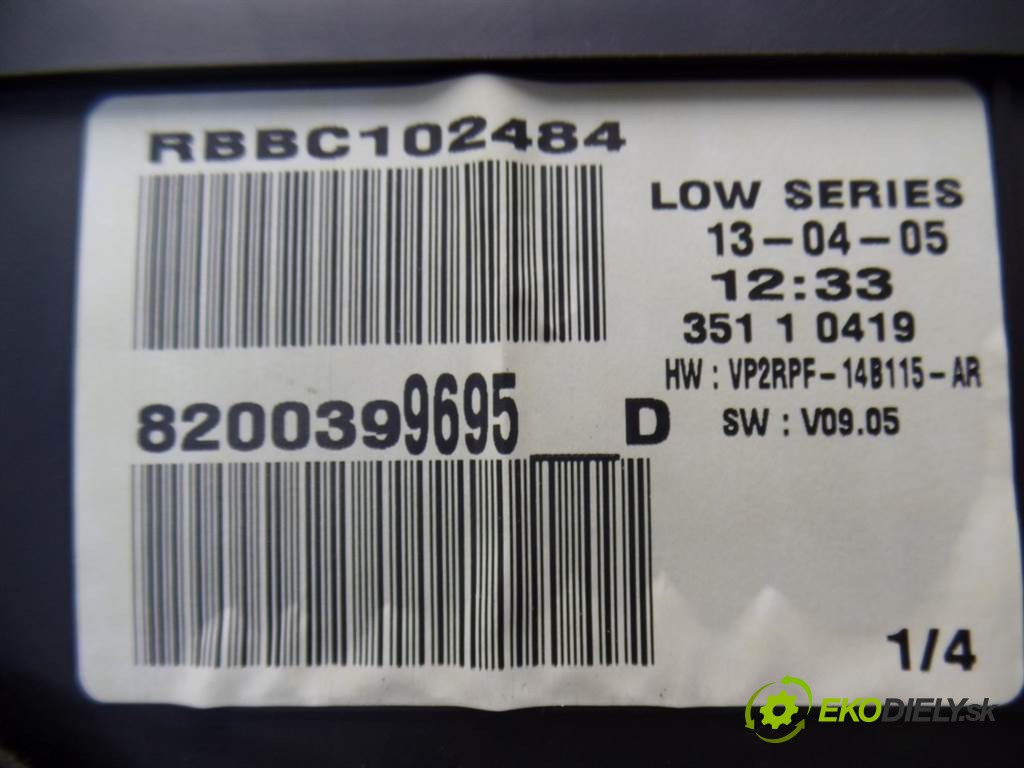 RBBC102484
LOW SERIES
13-04-05
12:33
351 1 0419
HW : VP2RPF-14B115-AR
8200399695__D
SW : V09.05
1/4
EKODIELY.sk